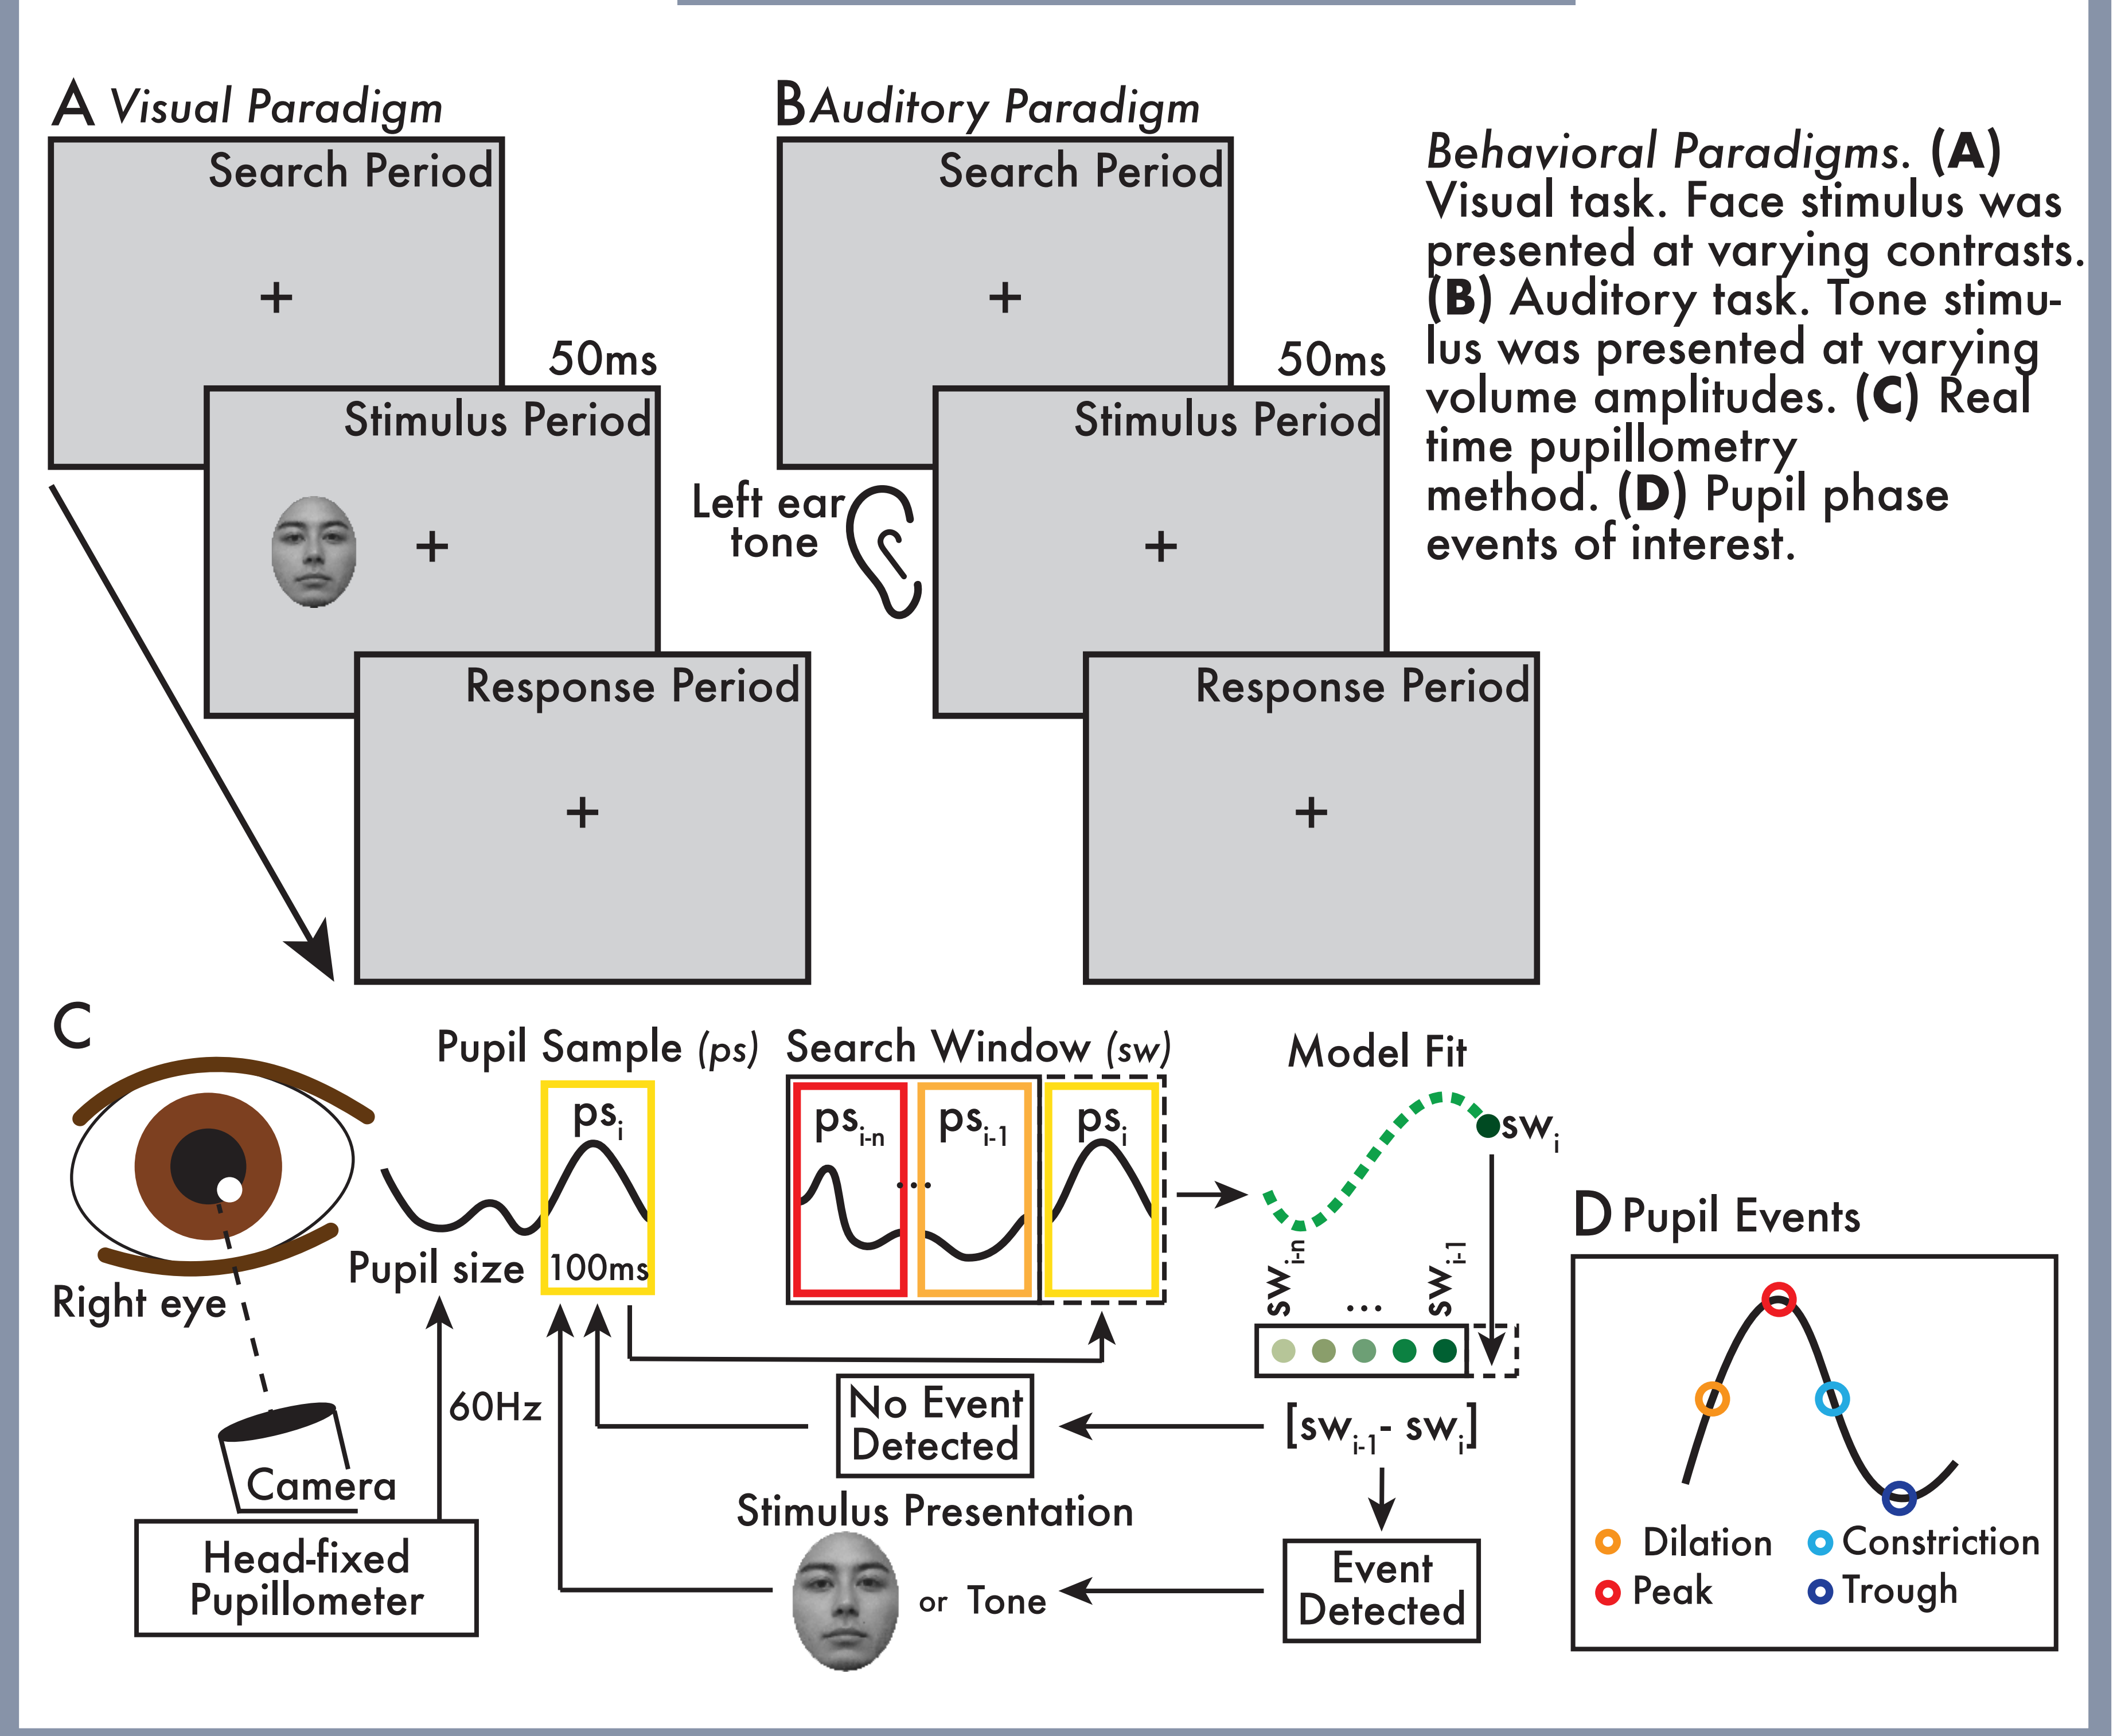 A Visual Paradigm
Search Period
50ms
Stimulus Period
Response Period
B Auditory Paradigm
Search Period
50ms
Stimulus Period
Left ear
tone
Response Period
Behavioral Paradigms. (A)
Visual task. Face stimulus was
presented at varying contrasts.
(B) Auditory task. Tone stimu-
lus was presented at varying
volume amplitudes. (C) Real
time pupillometry
method. (D) Pupil phase
events of interest.
C
Right eye
Camera
Head-fixed
Pupillometer
60Hz
Pupil size
Pupil Sample (ps)
psi
100ms
Search Window (sw)
psi-n
...
psi-1
psi
Model Fit
swi
swi-n
...
swi-1
[swi-1- swi]
No Event
Detected
Event
Detected
Stimulus Presentation
or Tone
D Pupil Events
Dilation
Constriction
Peak
Trough